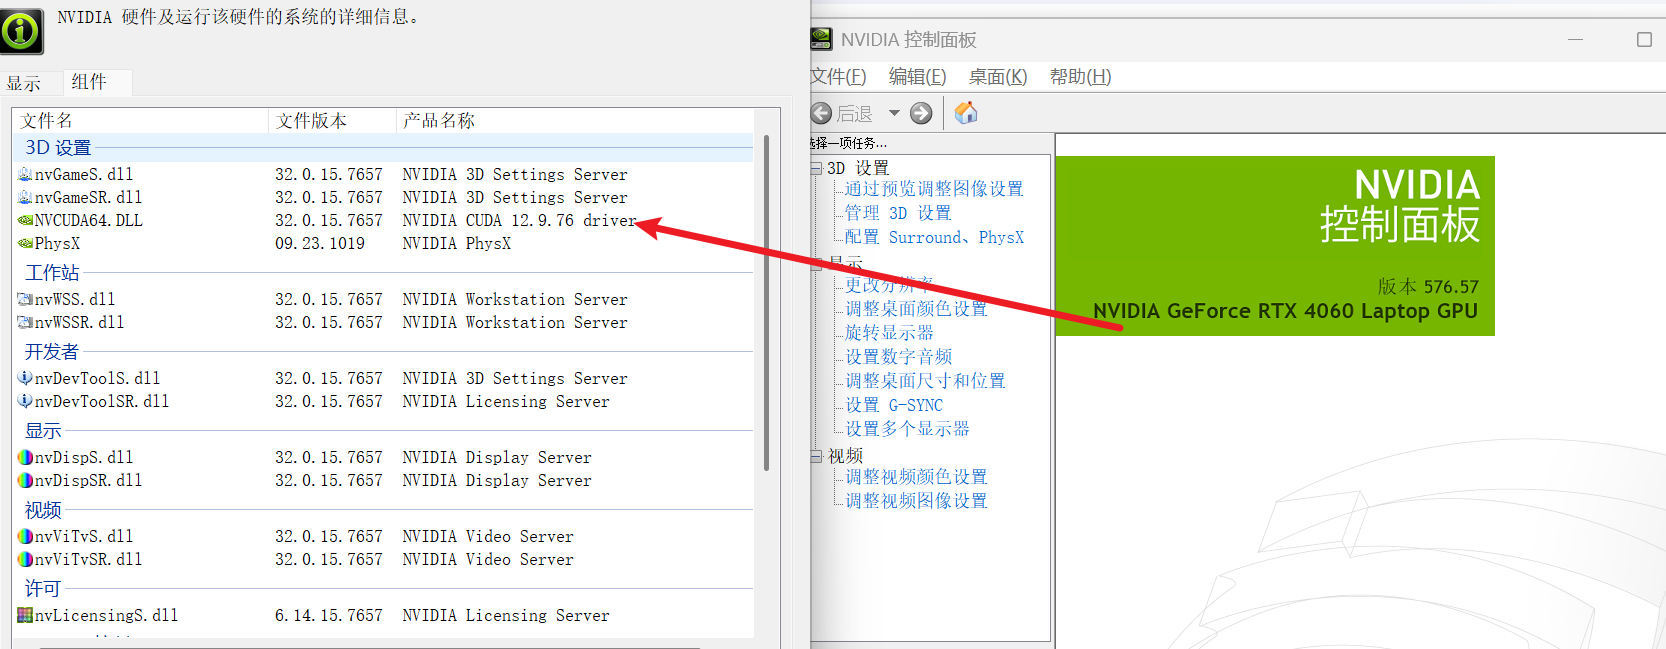 NVIDIA 硬件及运行该硬件的系统的详细信息。
显示 组件
文件名 文件版本 产品名称
3D 设置
nvGameS.dll 32.0.15.7657 NVIDIA 3D Settings Server
nvGameSR.dll 32.0.15.7657 NVIDIA 3D Settings Server
NVCUDA64.DLL 32.0.15.7657 NVIDIA CUDA 12.9.76 driver
PhysX 09.23.1019 NVIDIA PhysX
工作站
nvWSS.dll 32.0.15.7657 NVIDIA Workstation Server
nvWSSR.dll 32.0.15.7657 NVIDIA Workstation Server
开发者
nvDevToolS.dll 32.0.15.7657 NVIDIA 3D Settings Server
nvDevToolSR.dll 32.0.15.7657 NVIDIA Licensing Server
显示
nvDispS.dll 32.0.15.7657 NVIDIA Display Server
nvDispSR.dll 32.0.15.7657 NVIDIA Display Server
视频
nvViTvS.dll 32.0.15.7657 NVIDIA Video Server
nvViTvSR.dll 32.0.15.7657 NVIDIA Video Server
许可
nvLicensingS.dll 6.14.15.7657 NVIDIA Licensing Server
NVIDIA 控制面板
文件(F) 编辑(E) 桌面(K) 帮助(H)
后退
选择一项任务...
3D 设置
通过预览调整图像设置
管理 3D 设置
配置 Surround、PhysX
显示
更改分辨率
调整桌面颜色设置
旋转显示器
设置数字音频
调整桌面尺寸和位置
设置 G-SYNC
设置多个显示器
视频
调整视频颜色设置
调整视频图像设置
NVIDIA
控制面板
版本 576.57
NVIDIA GeForce RTX 4060 Laptop GPU